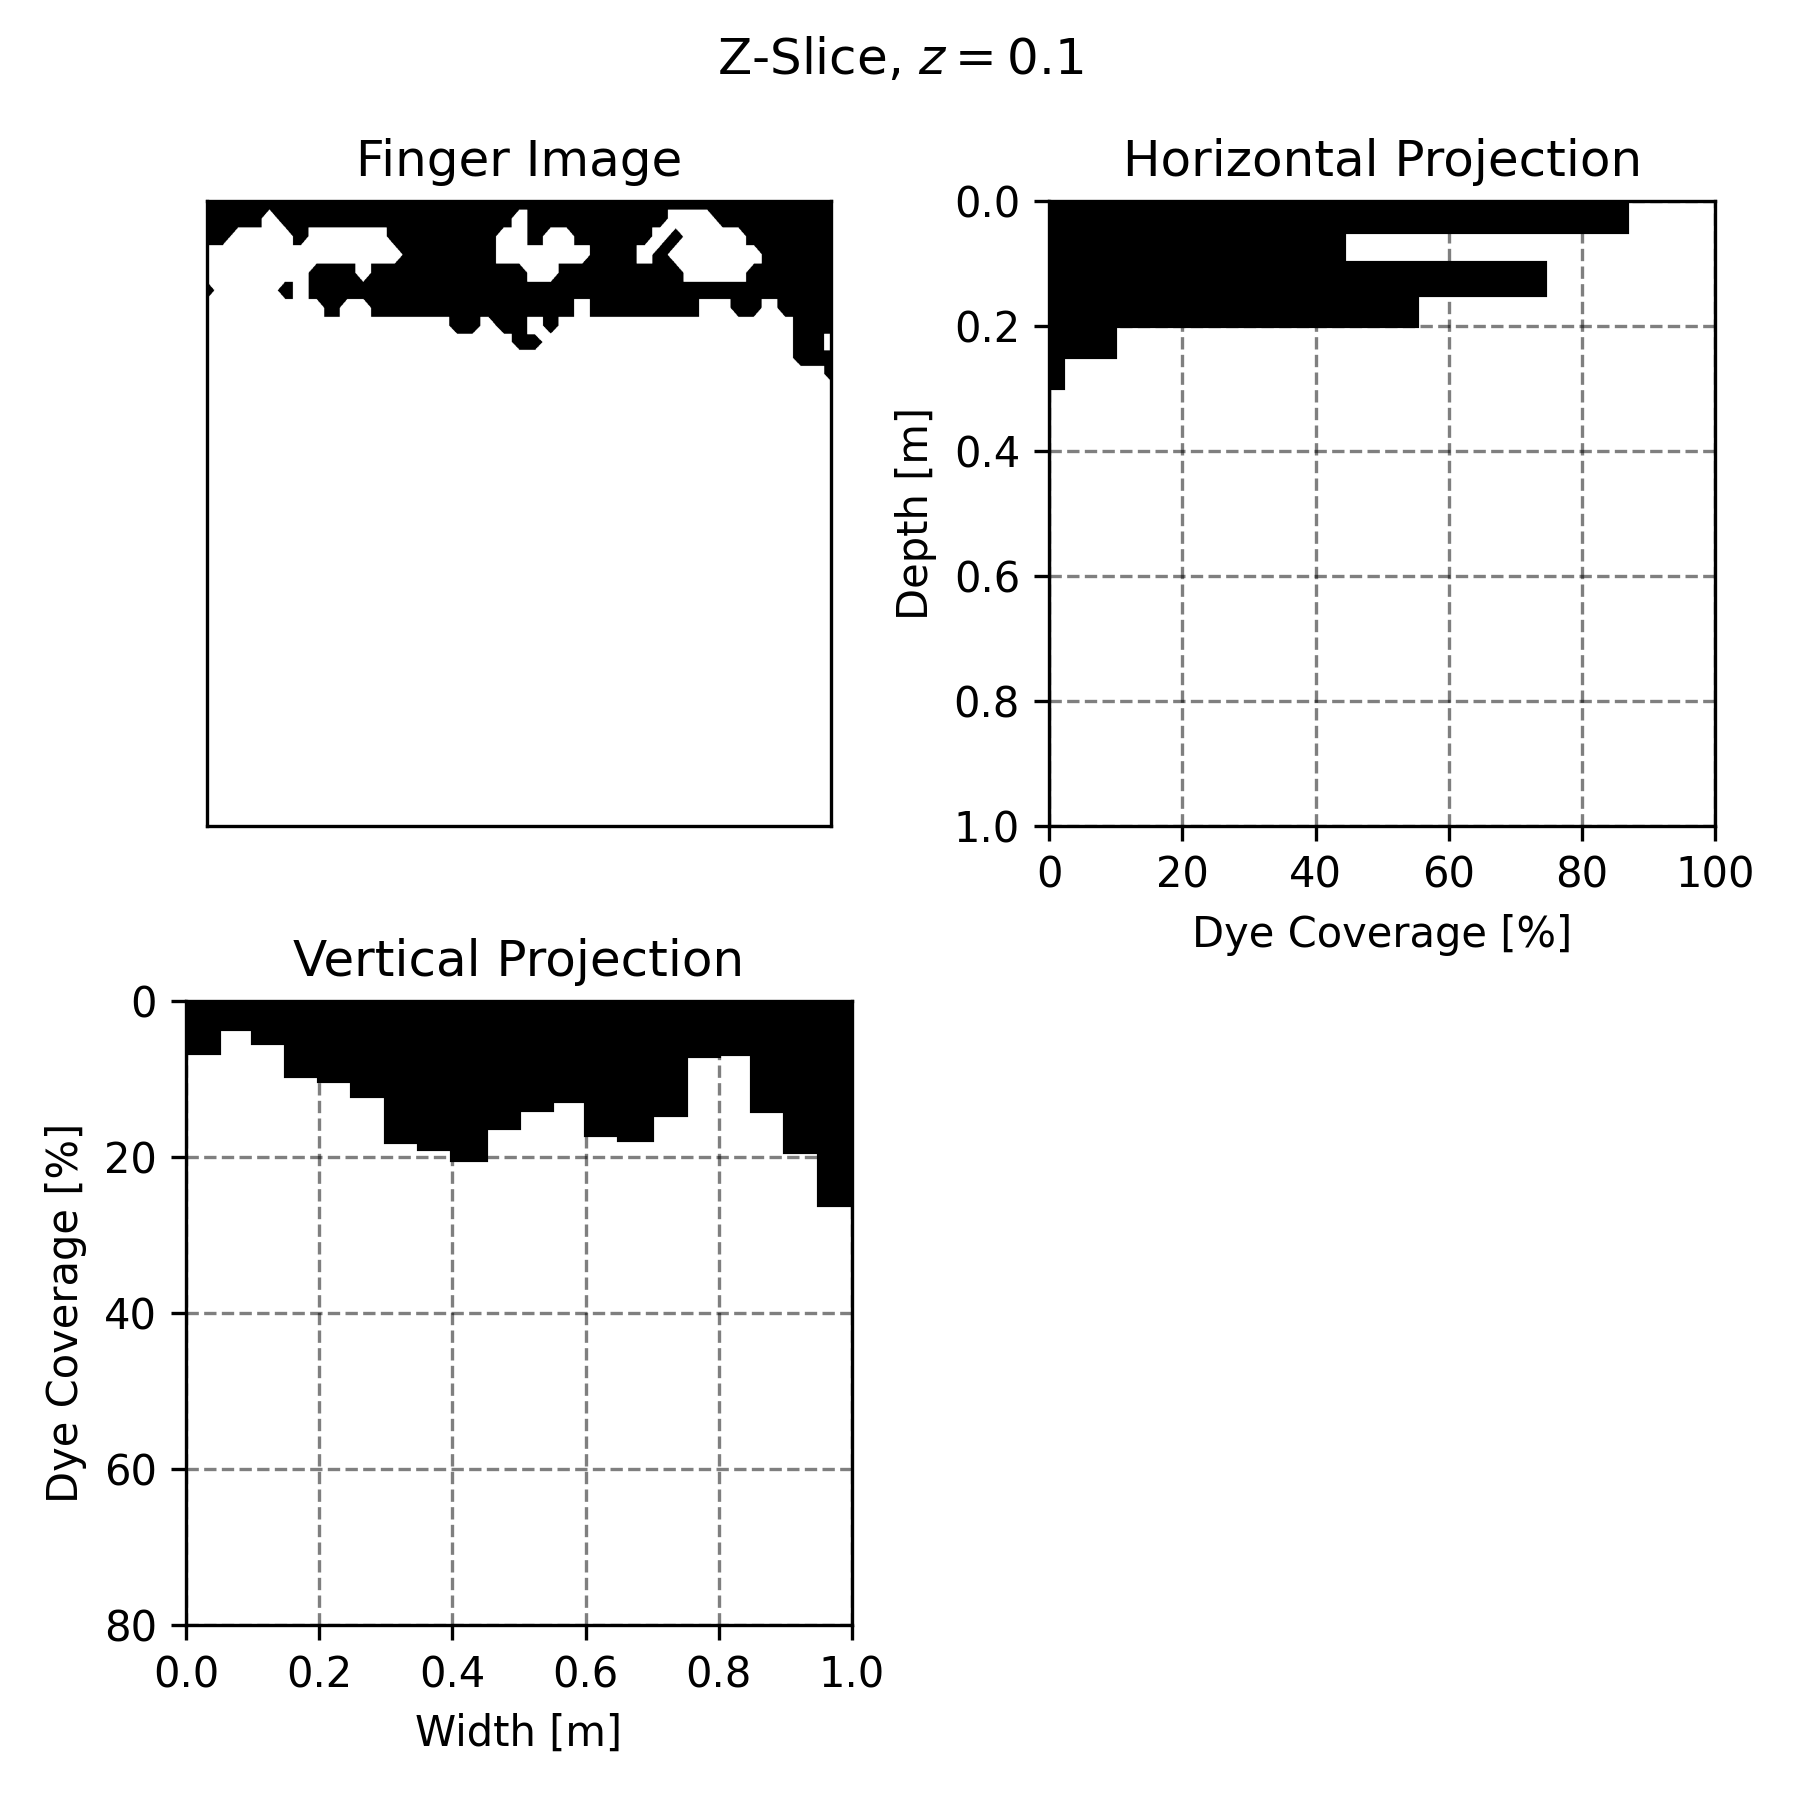 Z-Slice, z = 0.1
Finger Image
Horizontal Projection
0.0
0.2
0.4
0.6
0.8
1.0
Depth [m]
0 20 40 60 80 100
Dye Coverage [%]
Vertical Projection
0
20
40
60
80
Dye Coverage [%]
0.0 0.2 0.4 0.6 0.8 1.0
Width [m]